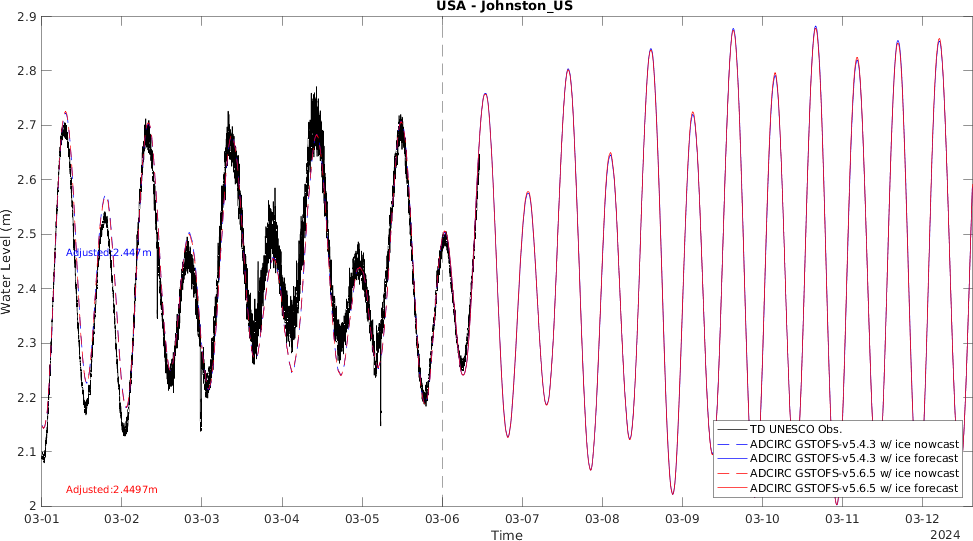 USA - Johnston_US
2.9
2.8
2.7
2.6
2.5
2.4
2.3
2.2
2.1
2
Water Level (m)
Adjusted:2.447m
Adjusted:2.4497m
TD UNESCO Obs.
ADCIRC GSTOFS-v5.4.3 w/ ice nowcast
ADCIRC GSTOFS-v5.4.3 w/ ice forecast
ADCIRC GSTOFS-v5.6.5 w/ ice nowcast
ADCIRC GSTOFS-v5.6.5 w/ ice forecast
03-01 03-02 03-03 03-04 03-05 03-06 03-07 03-08 03-09 03-10 03-11 03-12
Time
2024